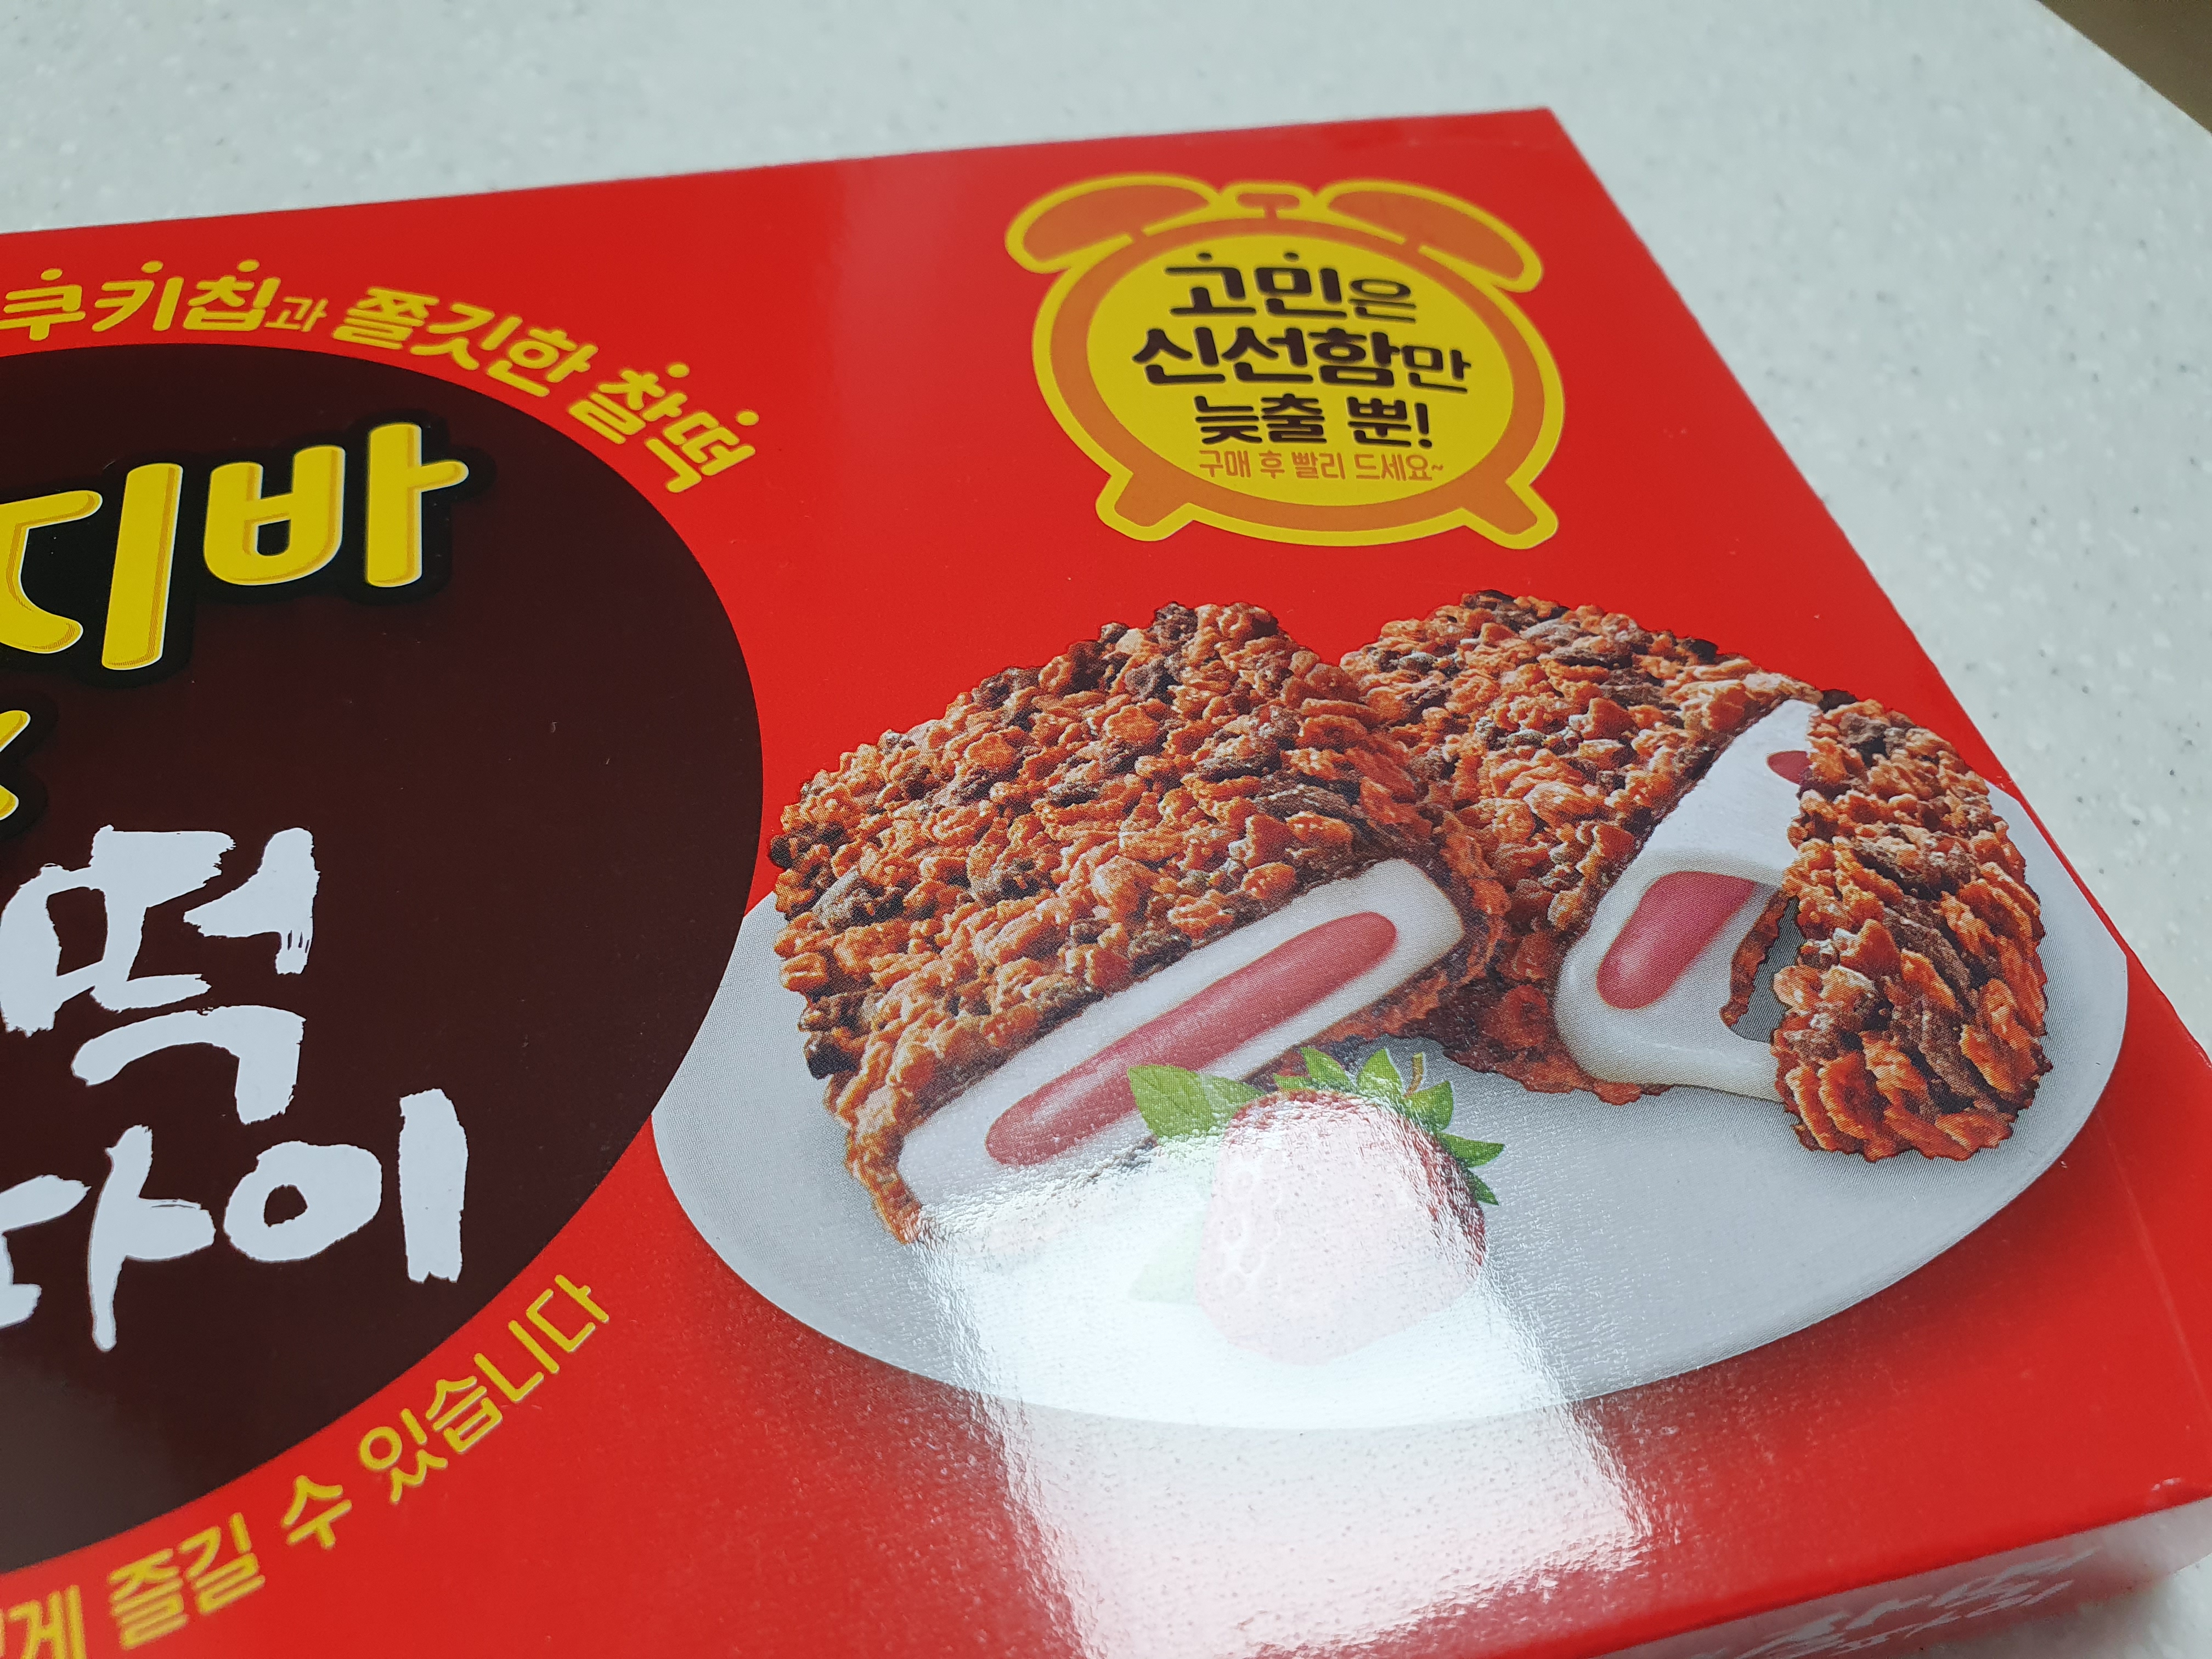 쿠키칩과 쫄깃한 찰떡
고민은
신선함만
늦출 뿐!
구매 후 빨리 드세요~
디바
떡
파이
게 즐길 수 있습니다